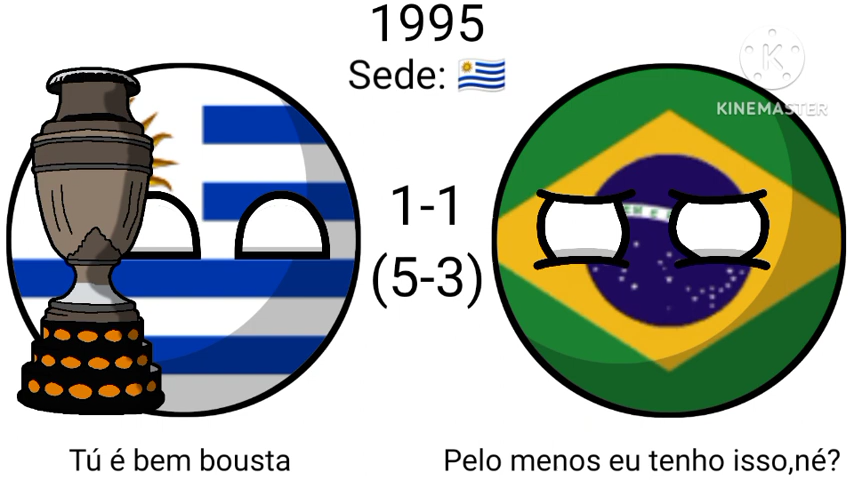 1995
Sede: 🇺🇾
KINEMASTER
1-1
(5-3)
Tú é bem bousta
Pelo menos eu tenho isso,né?